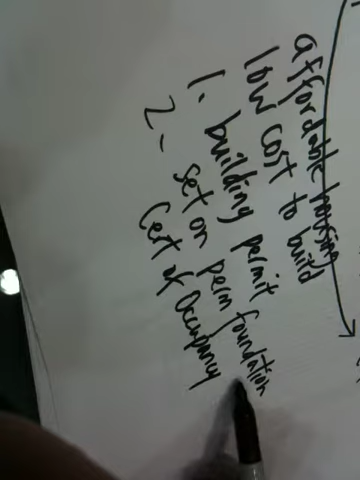 affordable housing
low cost to build
1. building permit
2. set on perm foundation
Cert of Occupancy